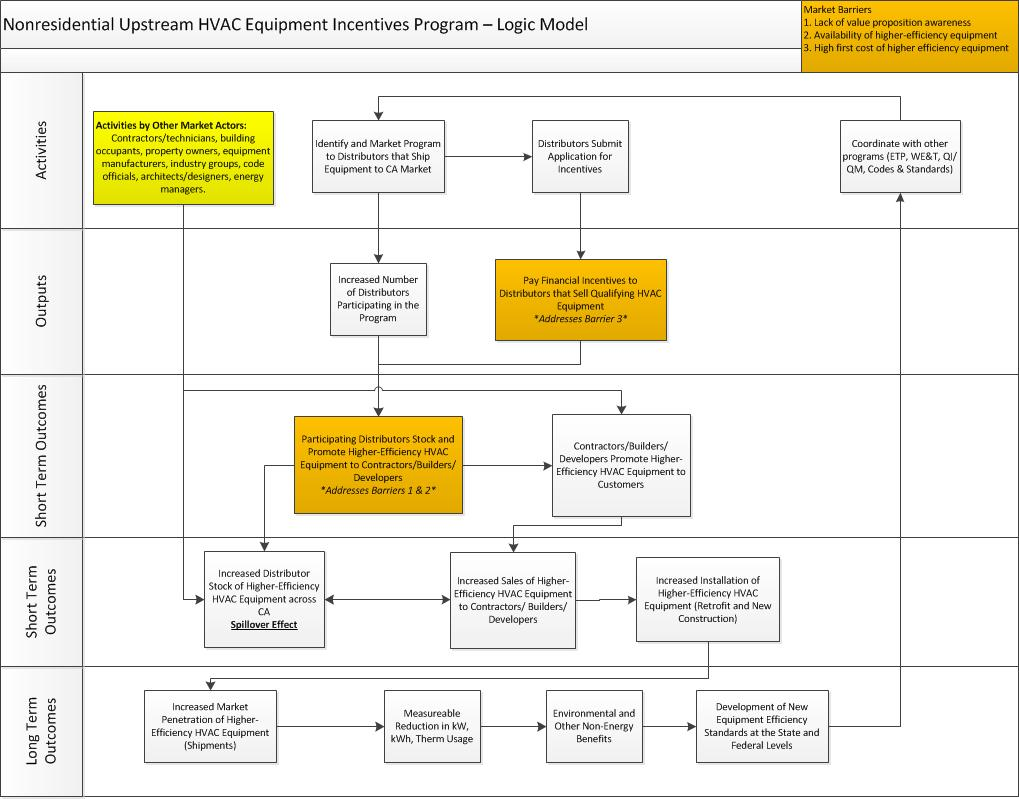 Nonresidential Upstream HVAC Equipment Incentives Program – Logic Model
Market Barriers
1. Lack of value proposition awareness
2. Availability of higher-efficiency equipment
3. High first cost of higher efficiency equipment
Activities
Activities by Other Market Actors:
Contractors/technicians, building
occupants, property owners, equipment
manufacturers, industry groups, code
officials, architects/designers, energy
managers.
Identify and Market Program
to Distributors that Ship
Equipment to CA Market
Distributors Submit
Application for
Incentives
Coordinate with other
programs (ETP, WE&T, QI/
QM, Codes & Standards)
Outputs
Increased Number
of Distributors
Participating in the
Program
Pay Financial Incentives to
Distributors that Sell Qualifying HVAC
Equipment
*Addresses Barrier 3*
Short Term Outcomes
Participating Distributors Stock and
Promote Higher-Efficiency HVAC
Equipment to Contractors/Builders/
Developers
*Addresses Barriers 1 & 2*
Contractors/Builders/
Developers Promote Higher-
Efficiency HVAC Equipment to
Customers
Short Term
Outcomes
Increased Distributor
Stock of Higher-Efficiency
HVAC Equipment across
CA
Spillover Effect
Increased Sales of Higher-
Efficiency HVAC Equipment
to Contractors/ Builders/
Developers
Increased Installation of
Higher-Efficiency HVAC
Equipment (Retrofit and New
Construction)
Long Term
Outcomes
Increased Market
Penetration of Higher-
Efficiency HVAC Equipment
(Shipments)
Measureable
Reduction in kW,
kWh, Therm Usage
Environmental and
Other Non-Energy
Benefits
Development of New
Equipment Efficiency
Standards at the State and
Federal Levels